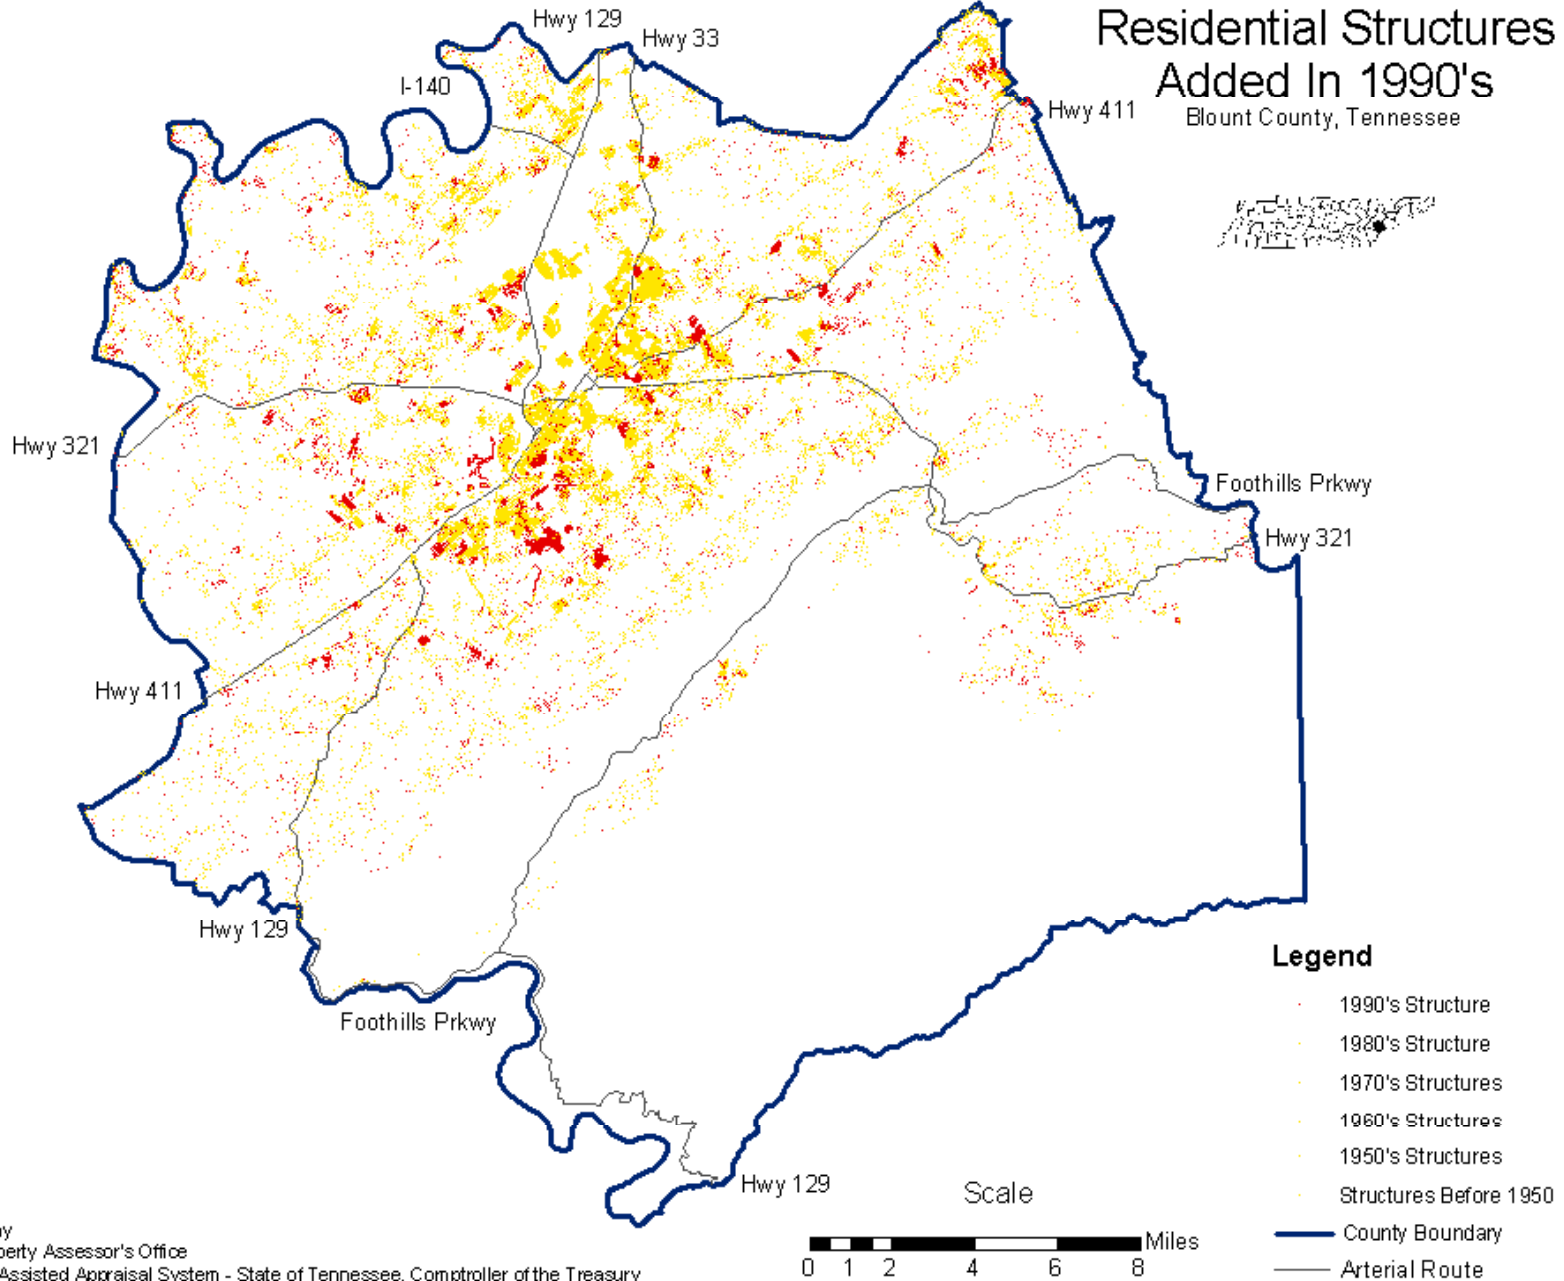 Residential Structures
Added In 1990's
Blount County, Tennessee
Hwy 129
Hwy 33
I-140
Hwy 411
Hwy 321
Foothills Prkwy
Hwy 321
Hwy 411
Hwy 129
Foothills Prkwy
Hwy 129
Legend
1990's Structure
1980's Structure
1970's Structures
1960's Structures
1950's Structures
Structures Before 1950
County Boundary
Arterial Route
Scale
Miles
0 1 2 4 6 8
Assessor's Office
Assisted Appraisal System - State of Tennessee, Comptroller of the Treasury